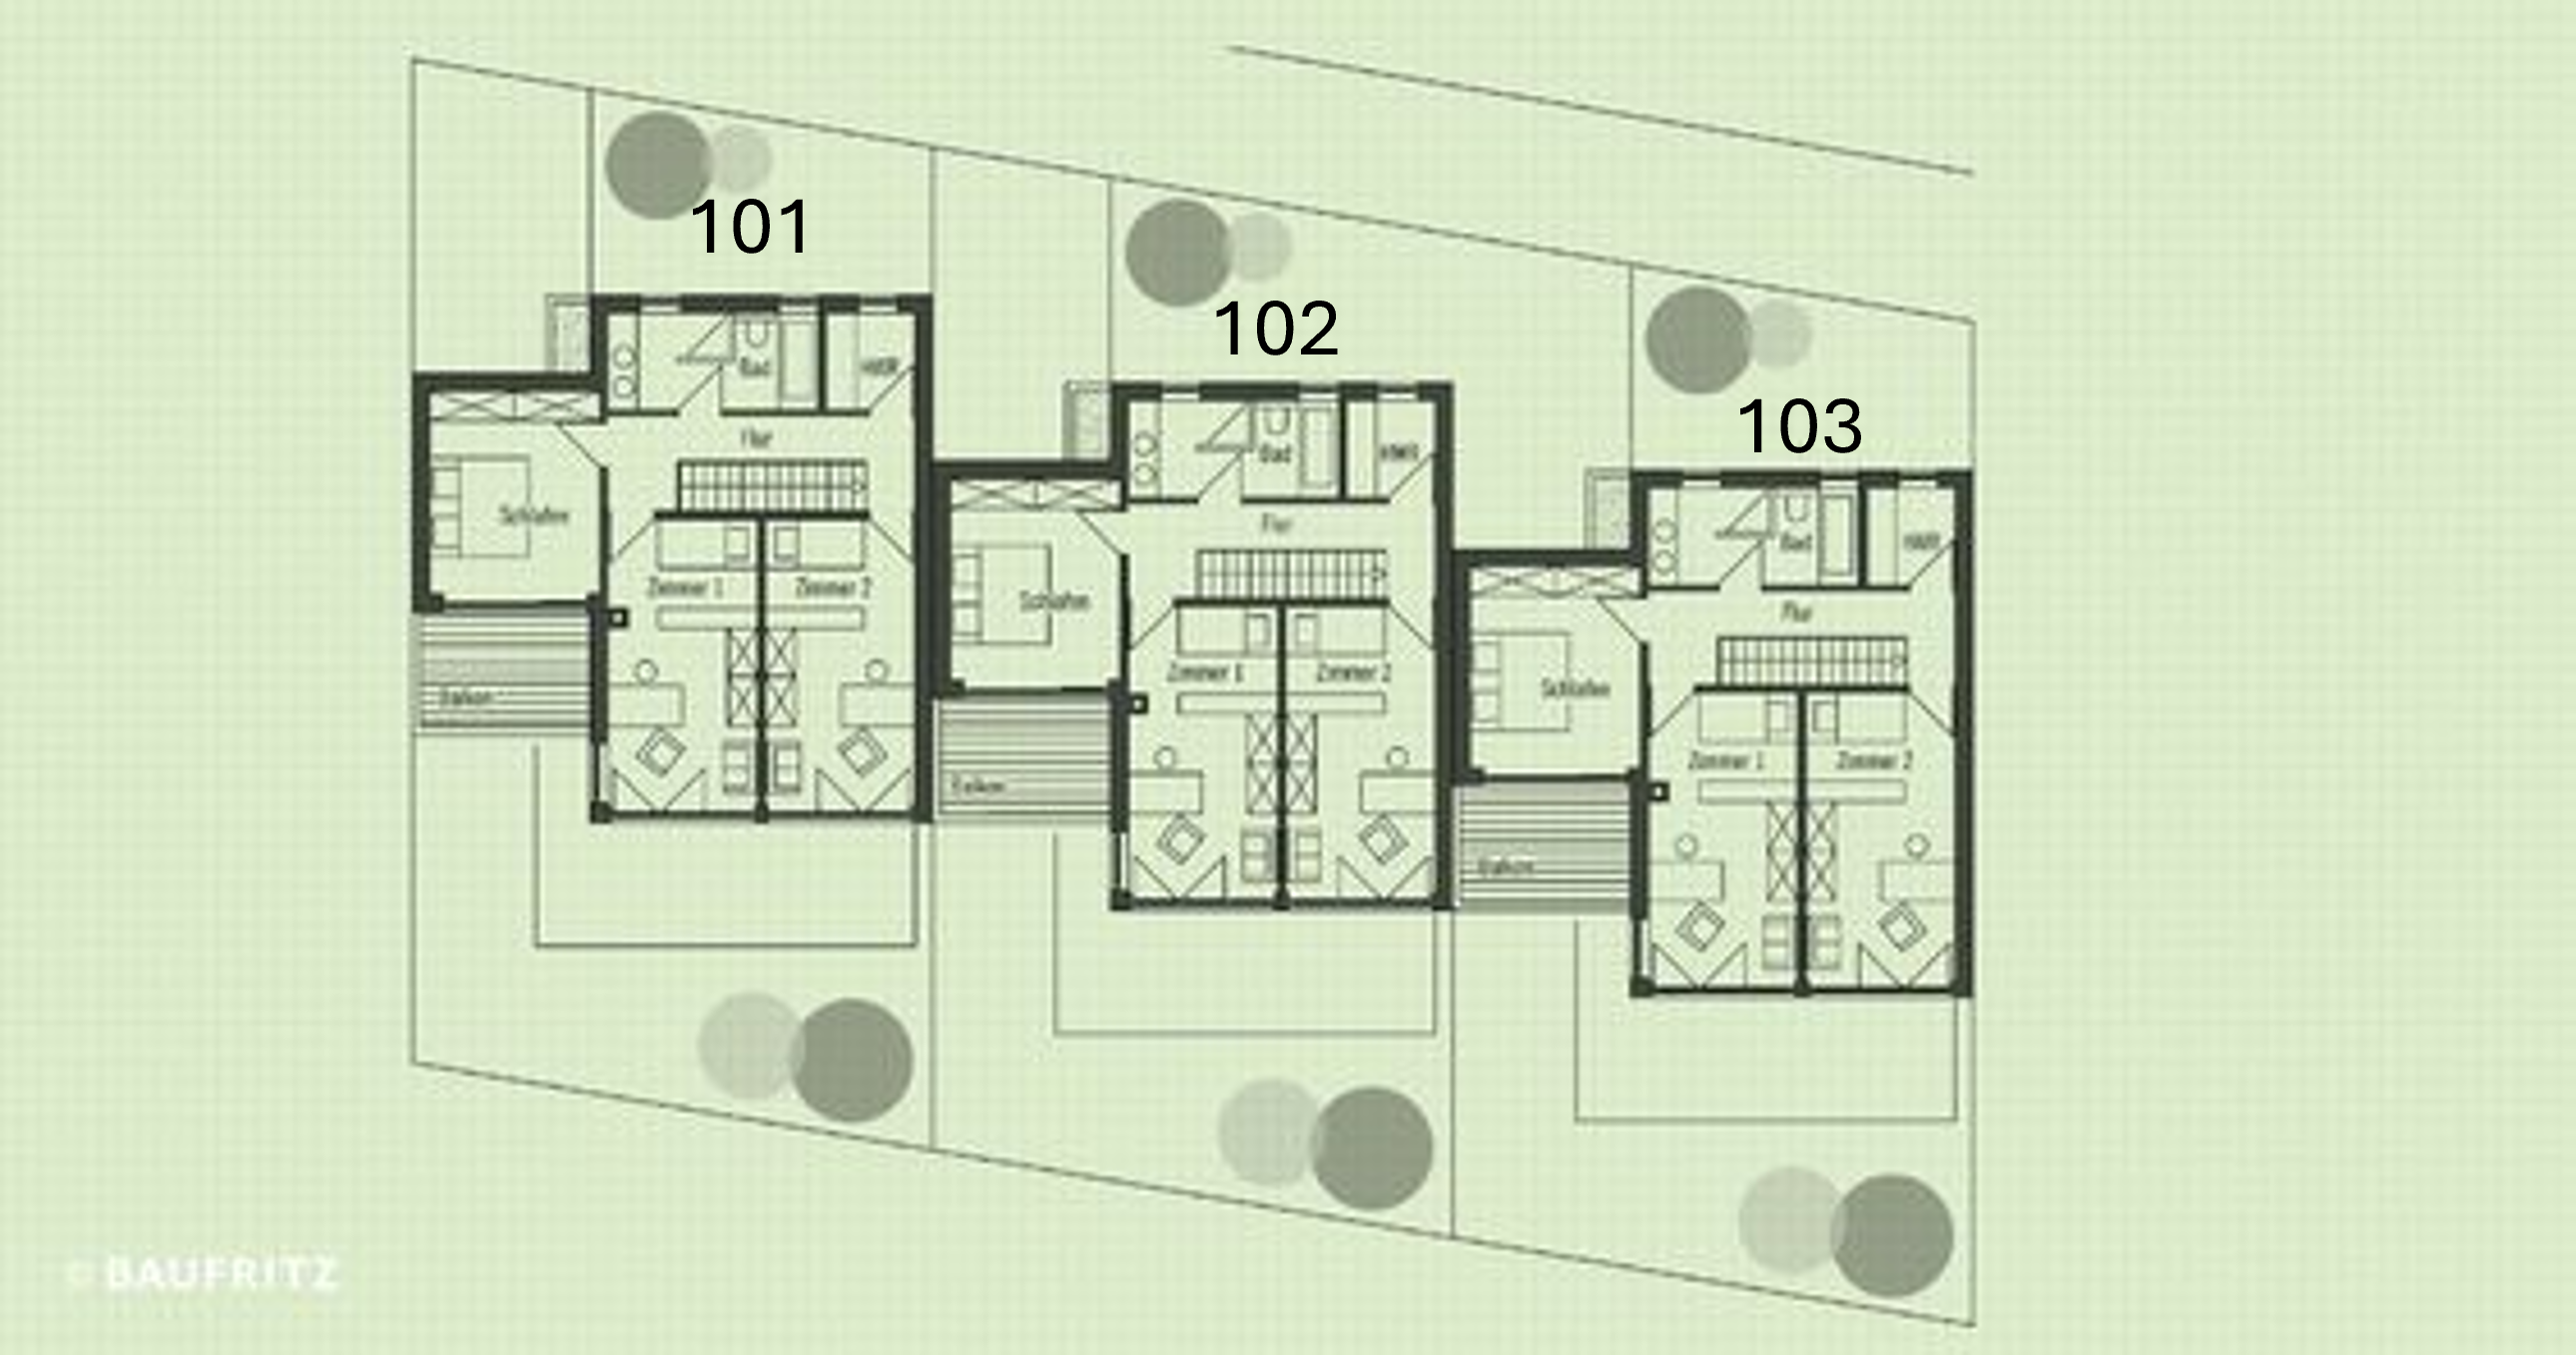 101
102
103
Bad
HWR
Flur
Schlafen
Zimmer 1
Zimmer 2
Balkon
Bad
HWR
Flur
Schlafen
Zimmer 1
Zimmer 2
Balkon
Bad
HWR
Flur
Schlafen
Zimmer 1
Zimmer 2
Balkon
© BAUFRITZ